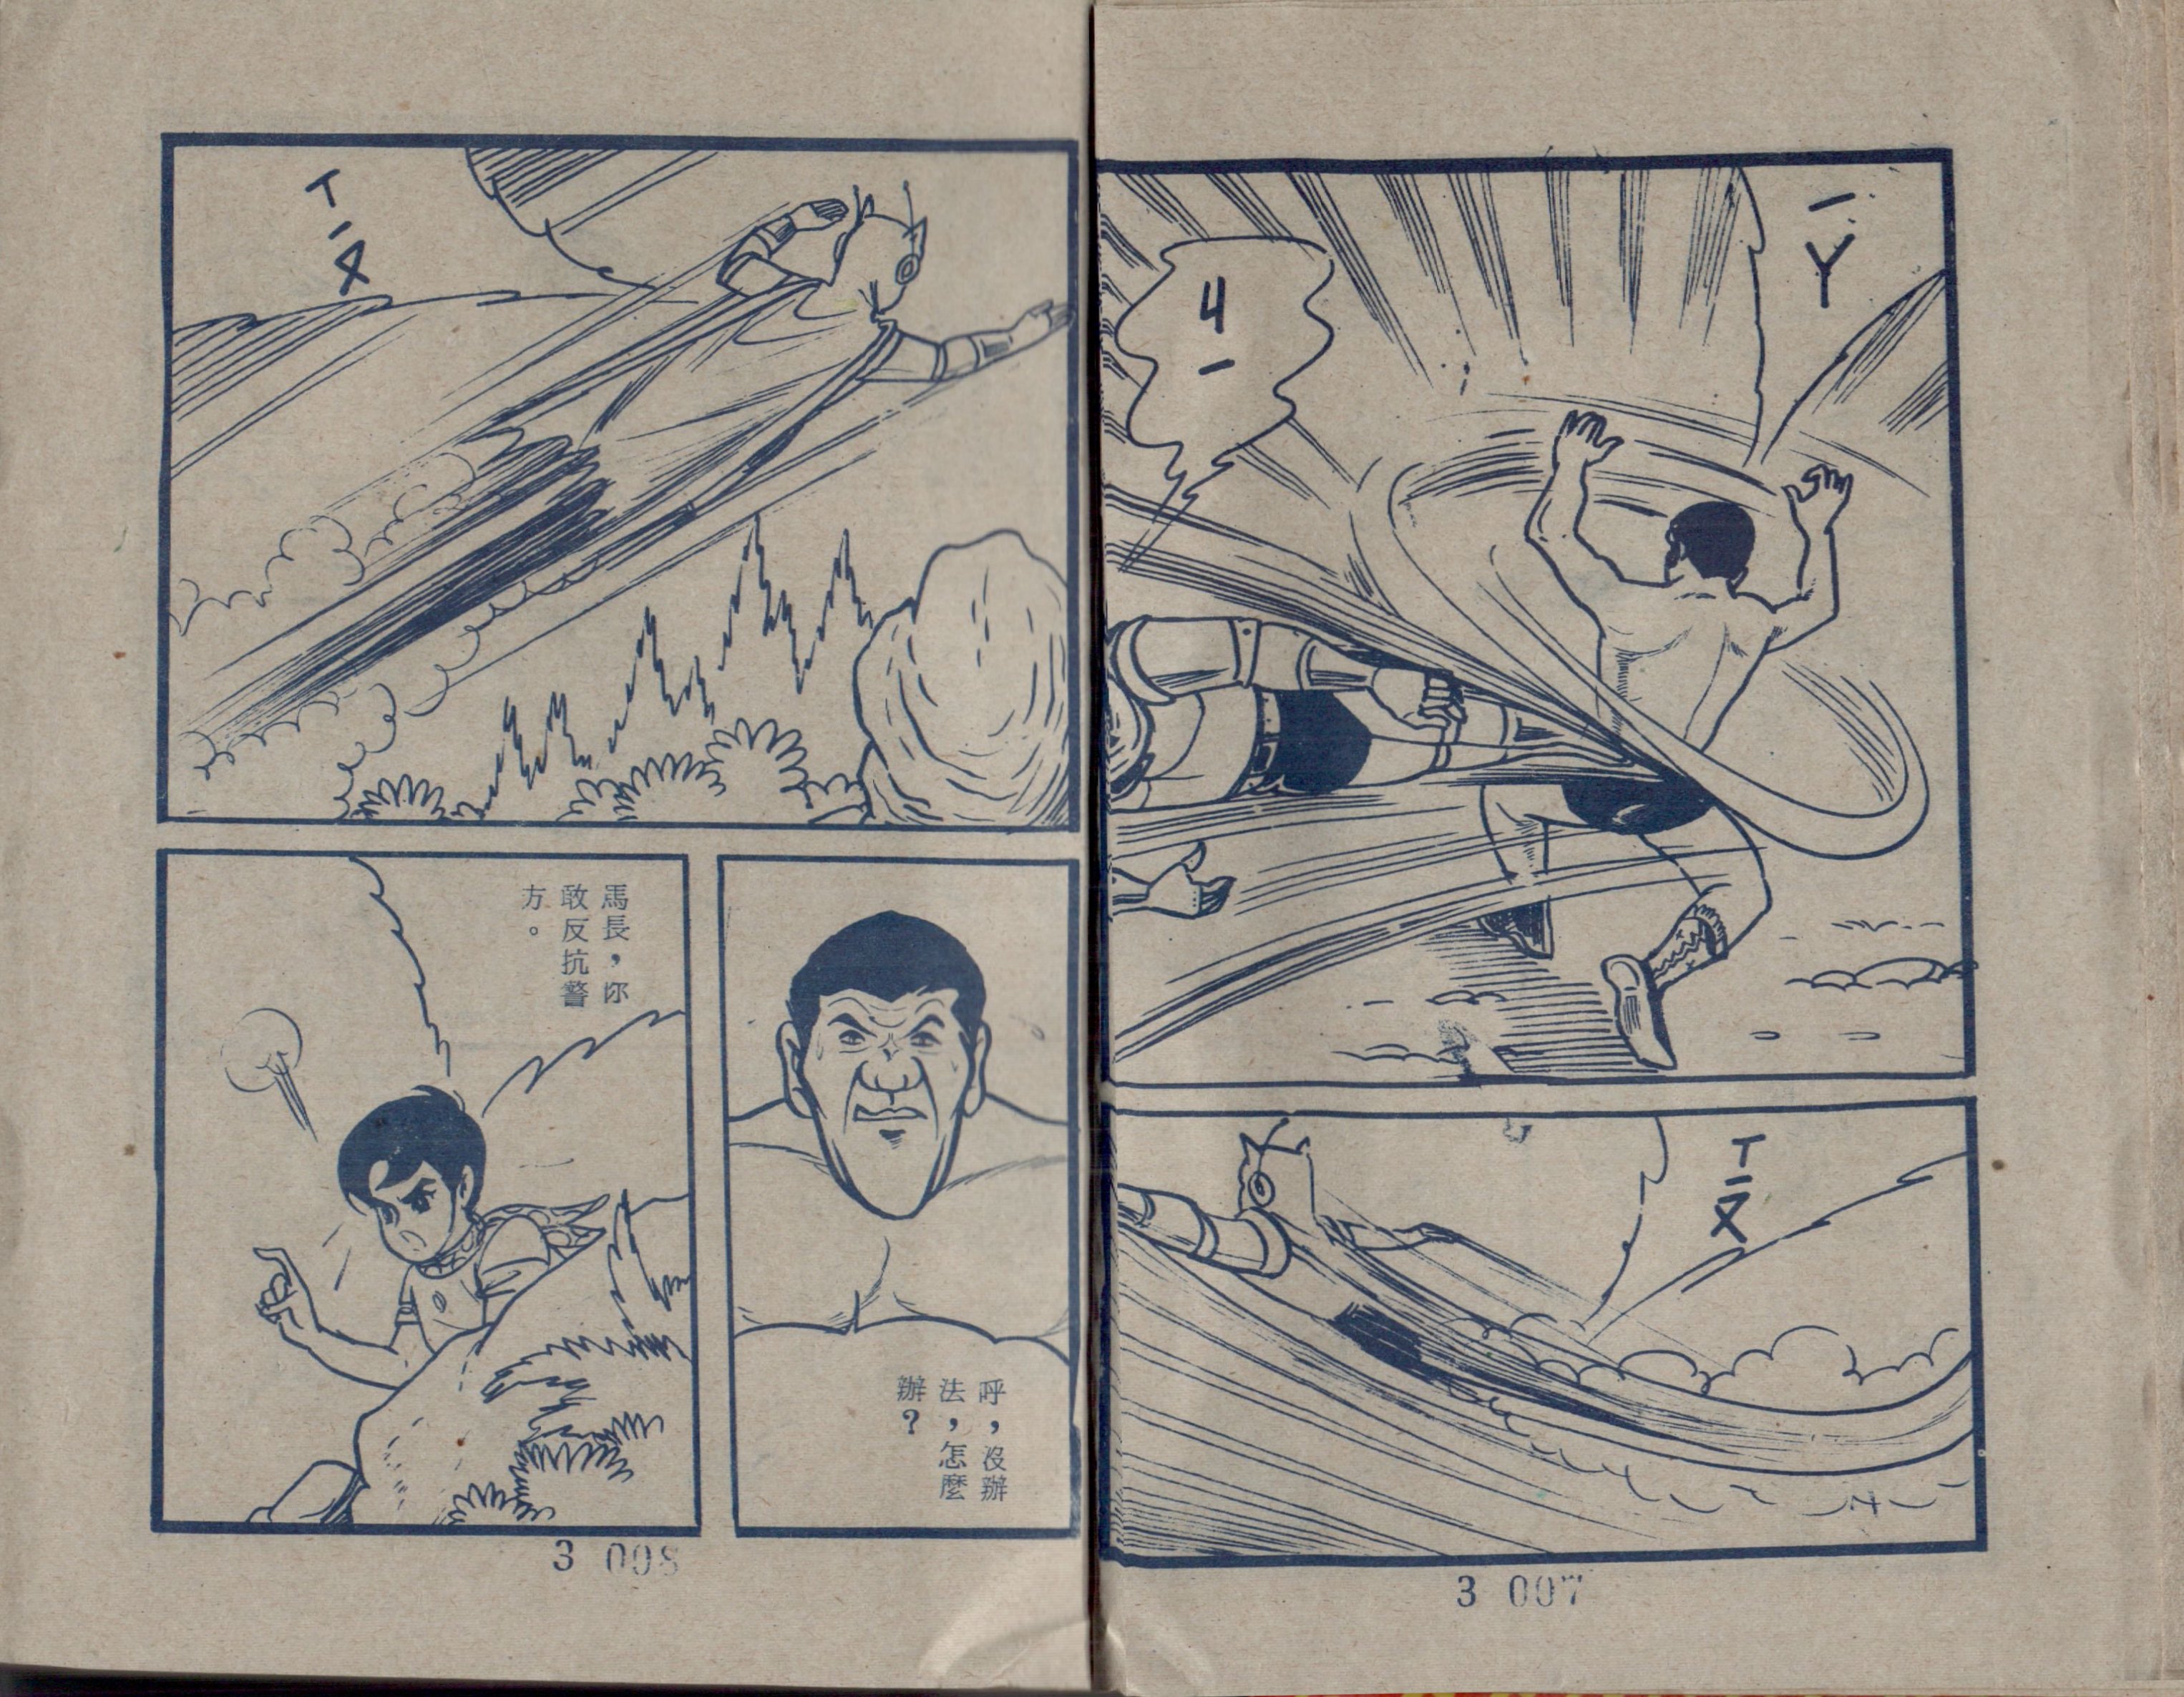 ㄧㄚ
ㄐㄧ
ㄒㄧㄡ
3 007
ㄒㄧㄡ
呼，沒辦
法，怎麼
辦？
馬長，你
敢反抗警
方。
3 008